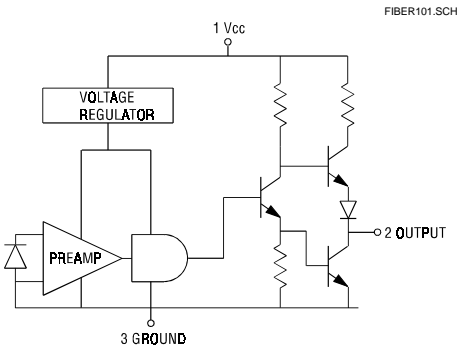 FIBER101.SCH
1 Vcc
VOLTAGE
REGULATOR
PREAMP
2 OUTPUT
3 GROUND